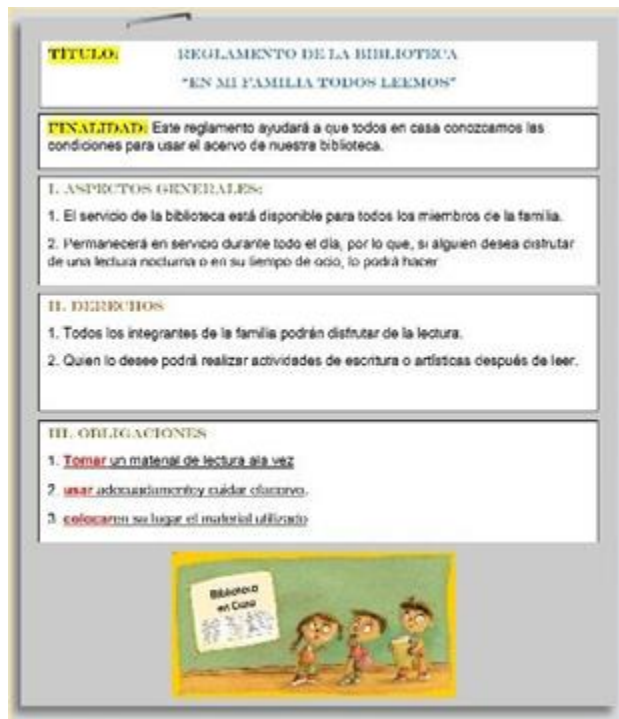 TÍTULO: REGLAMENTO DE LA BIBLIOTECA
"EN MI FAMILIA TODOS LEEMOS"
FINALIDAD: Este reglamento ayudará a que todos en casa conozcamos las
condiciones para usar el acervo de nuestra biblioteca.
I. ASPECTOS GENERALES:
1. El servicio de la biblioteca está disponible para todos los miembros de la familia.
2. Permanecerá en servicio durante todo el día, por lo que, si alguien desea disfrutar
de una lectura nocturna o en su tiempo de ocio, lo podrá hacer
II. DERECHOS
1. Todos los integrantes de la familia podrán disfrutar de la lectura.
2. Quien lo desee podrá realizar actividades de escritura o artísticas después de leer.
III. OBLIGACIONES
1. Tomar un material de lectura ala vez
2. usar adecuadamentey cuidar elacervo.
3. colocaren su lugar el material utilizado
Biblioteca
en Casa